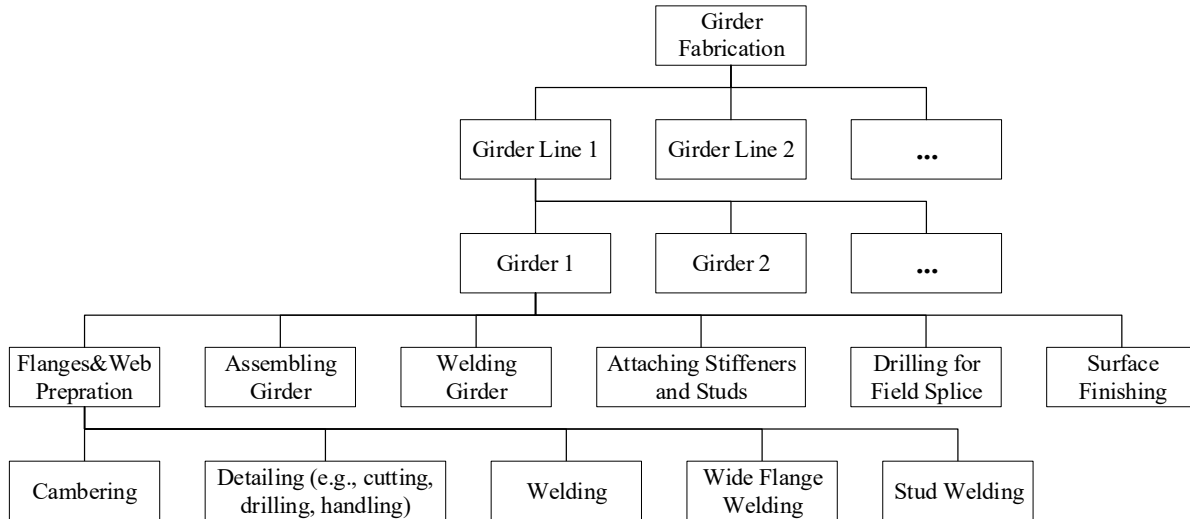 Girder
Fabrication
Girder Line 1
Girder Line 2
...
Girder 1
Girder 2
...
Flanges&Web
Prepration
Assembling
Girder
Welding
Girder
Attaching Stiffeners
and Studs
Drilling for
Field Splice
Surface
Finishing
Cambering
Detailing (e.g., cutting,
drilling, handling)
Welding
Wide Flange
Welding
Stud Welding